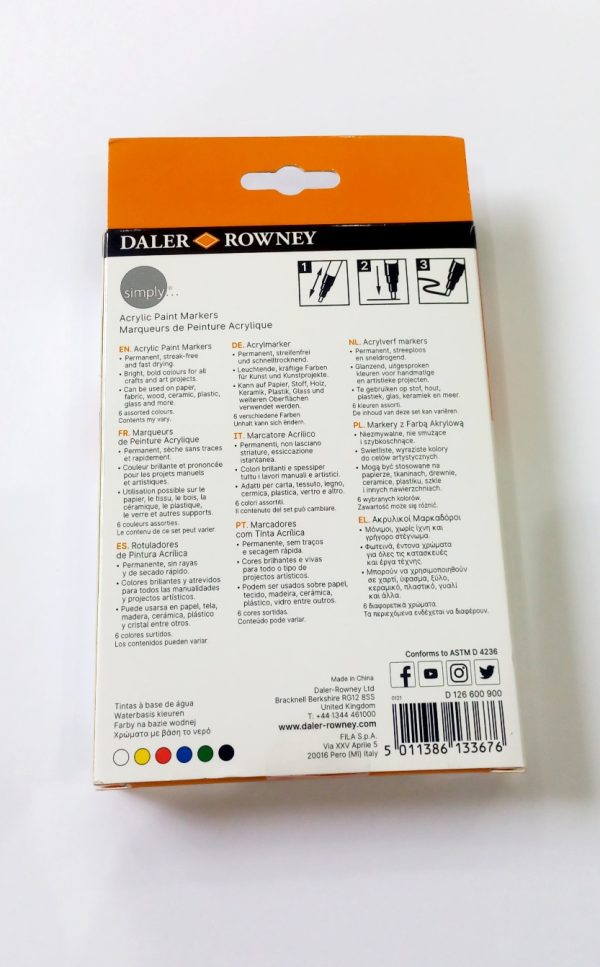 DALER ROWNEY
simply...
1 2 3
Acrylic Paint Markers
Marqueurs de Peinture Acrylique
EN. Acrylic Paint Markers
• Permanent, streak-free
and fast drying.
• Bright, bold colours for all
crafts and art projects.
• Can be used on paper,
fabric, wood, ceramic, plastic,
glass and more.
6 assorted colours.
Contents my vary.
FR. Marqueurs
de Peinture Acrylique
• Permanent, sèche sans traces
et rapidement.
• Couleur brillante et prononcée
pour les projets manuels
et artistiques.
• Utilisation possible sur le
papier, le tissu, le bois, la
céramique, le plastique,
le verre et autres supports.
6 couleurs assorties.
Le contenu de ce set peut varier.
ES. Rotuladores
de Pintura Acrílica
• Permanente, sin rayas
y de secado rápido.
• Colores brillantes y atrevidos
para todos las manualidades
y projectos artísticos.
• Puede usarsa en papel, tela,
madera, cerámica, plástico
y cristal entre otros.
6 colores surtidos.
Los contenidos pueden variar.
DE. Acrylmarker
• Permanent, streifenfrei
und schnelltrocknend.
• Leuchtende, kräftige Farben
für Kunst und Kunstprojekte.
• Kann auf Papier, Stoff, Holz,
Keramik, Plastik, Glass und
weiteren Oberflächen
verwendet werden.
6 verschiedene Farben
Unhalt kann sich ändern.
IT. Marcatore Acrilico
• Permanenti, non lasciano
striature, essiccazione
istantanea.
• Colori brillanti e spessiper
tuttu i lavori manuali e artistici.
• Adatti per carta, tessuto, legno,
cermica, plastica, vertro e altro.
6 colori assortiti.
Il contenuto del set può cambiare.
PT. Marcadores
com Tinta Acrílica
• Permanente, sem traços
e secagem rápida.
• Cores brilhantes e vivas
para todo o tipo de
projectos artísticos.
• Podem ser usados sobre papel,
tecido, madeira, cerámica,
plástico, vidro entre outros.
6 cores sortidas.
Conteúdo pode variar.
NL. Acrylverf markers
• Permanente, streeploos
en sneldrogend.
• Glanzend, uitgesproken
kleuren voor handmatige
en artistieke projecten.
• Te gebruiken op stof, hout,
plastiek, glas, keramiek en meer.
6 kleuren assorti.
De inhoud van deze set kan variëren.
PL. Markery z Farbą Akrylową
• Niezmywalne, nie smużące
i szybkoschnące.
• Świetliste, wyraziste kolory
do celów artystycznych.
• Mogą być stosowane na
papierze, tkaninach, drewnie,
ceramice, plastiku, szkle
i innych nawierzchniach.
6 wybranych kolorów.
Zawartość może się różnić.
EL. Ακρυλικοί Μαρκαδόροι
• Μόνιμοι, χωρίς ίχνη και
γρήγορο στέγνωμα.
• Φωτεινά, έντονα χρώματα
για όλες τις κατασκευές
και έργα τέχνης.
• Μπορούν να χρησιμοποιηθούν
σε χαρτί, ύφασμα, ξύλο,
κεραμικό, πλαστικό, γυαλί
και άλλα.
6 διαφορετικά χρώματα.
Τα περιεχόμενα ενδέχεται να διαφέρουν.
Conforms to ASTM D 4236
Tintas à base de água
Waterbasis kleuren
Farby na bazie wodnej
Χρώματα με βάση το νερό
Made in China
Daler-Rowney Ltd
Bracknell Berkshire RG12 8SS
United Kingdom
T: +44 1344 461000
www.daler-rowney.com
FILA S.p.A.
Via XXV Aprile 5
20016 Pero (Mi) Italy
0121
D 126 600 900
5 011386 133676